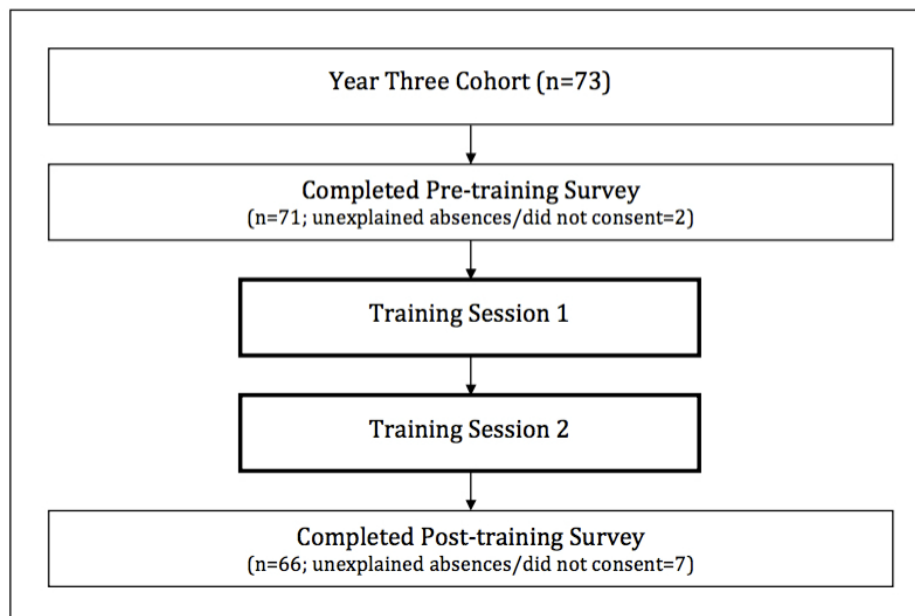 Year Three Cohort (n=73)
Completed Pre-training Survey
(n=71; unexplained absences/did not consent=2)
Training Session 1
Training Session 2
Completed Post-training Survey
(n=66; unexplained absences/did not consent=7)